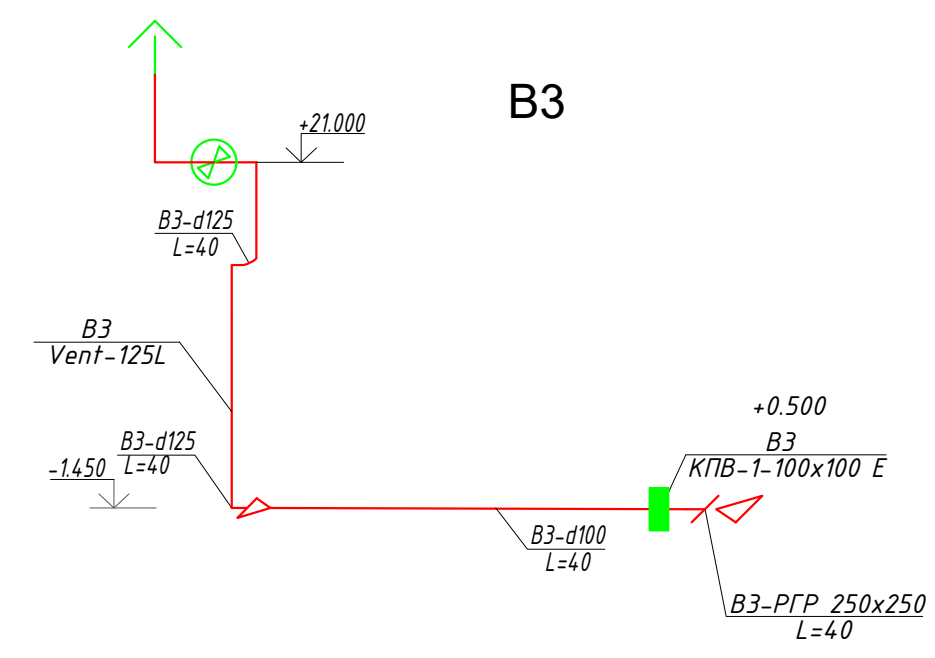 В3
+21.000
В3-d125
L=40
В3
Vent-125L
+0.500
В3
КПВ-1-100х100 Е
В3-d125
L=40
-1.450
В3-d100
L=40
В3-РГР 250х250
L=40